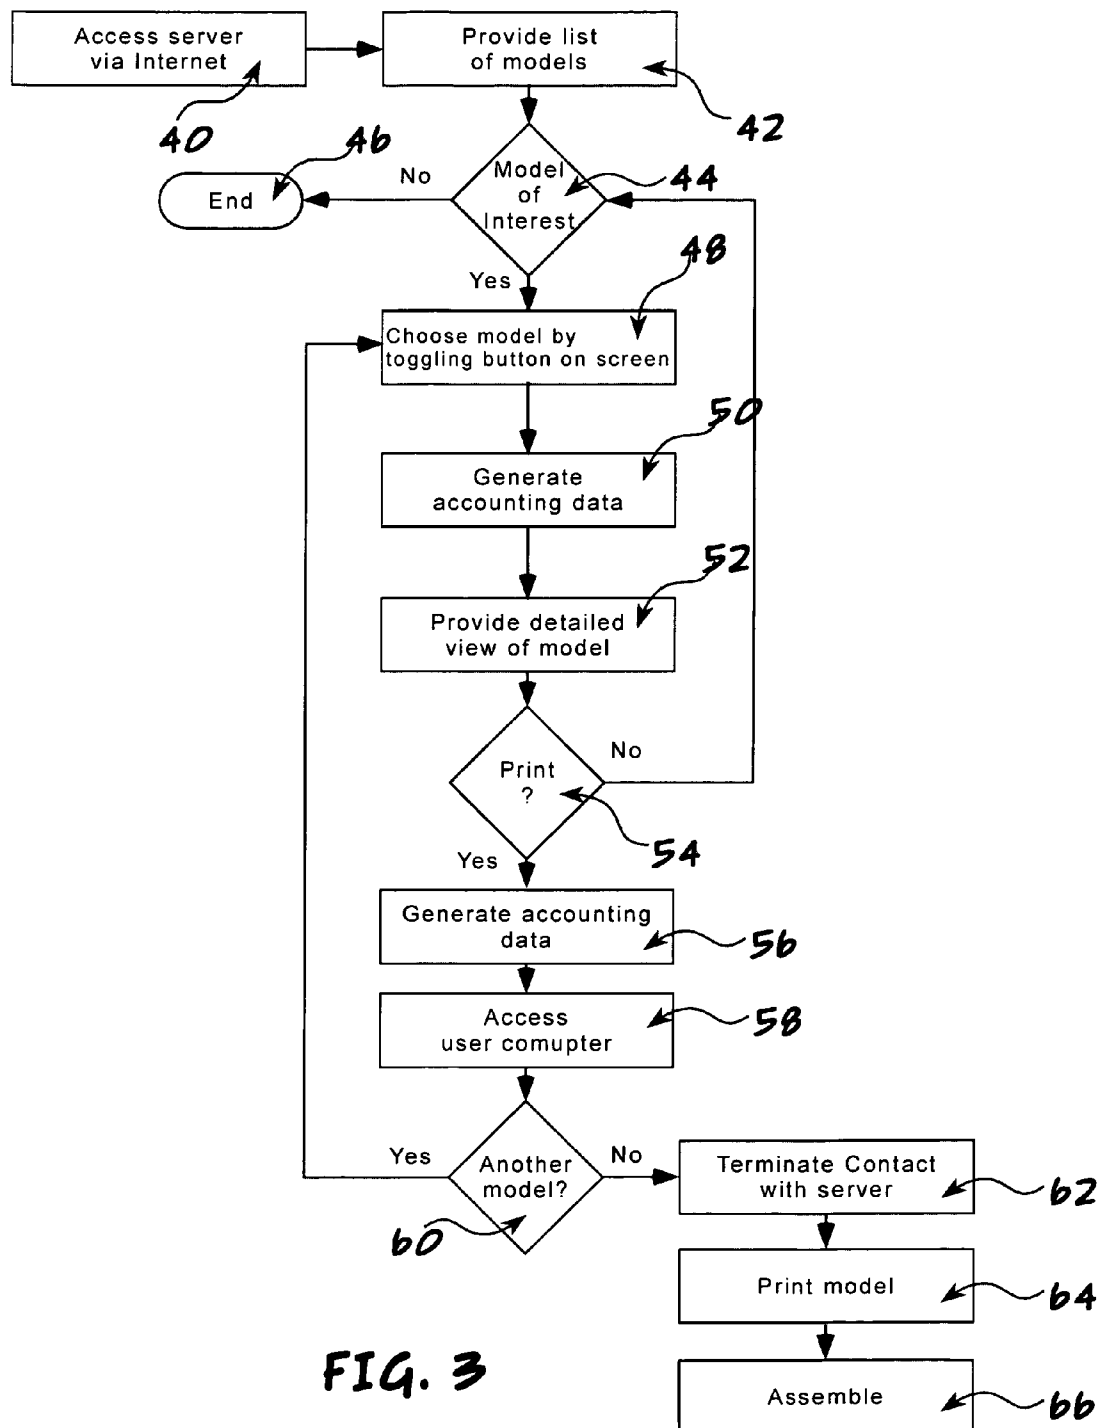 Access server
via Internet
40
Provide list
of models
42
46
End
No
Model
of
Interest
44
Yes
48
Choose model by
toggling button on screen
50
Generate
accounting data
52
Provide detailed
view of model
Print
?
No
54
Yes
Generate accounting
data
56
Access
user comupter
58
Yes
Another
model?
No
60
Terminate Contact
with server
62
Print model
64
Assemble
66
FIG. 3